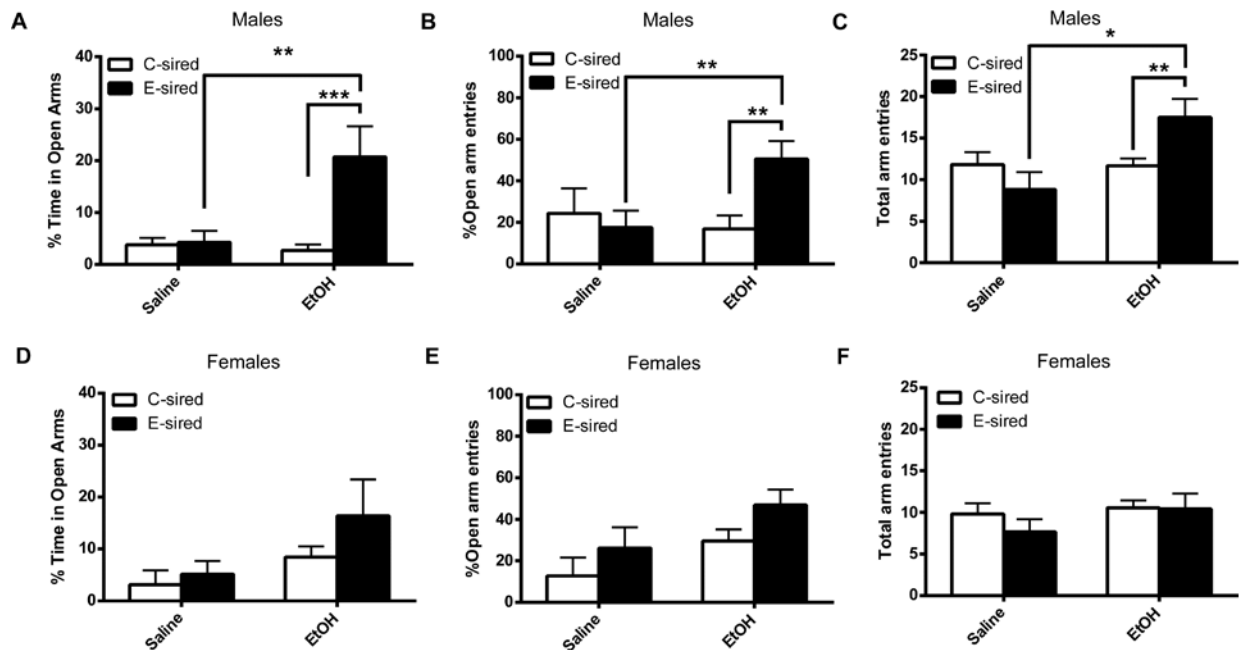 A
Males
C-sired
E-sired
**
***
% Time in Open Arms
40
30
20
10
0
Saline
EtOH
B
Males
C-sired
E-sired
**
**
%Open arm entries
100
80
60
40
20
0
Saline
EtOH
C
Males
C-sired
E-sired
*
**
Total arm entries
25
20
15
10
5
0
Saline
EtOH
D
Females
C-sired
E-sired
% Time in Open Arms
40
30
20
10
0
Saline
EtOH
E
Females
C-sired
E-sired
%Open arm entries
100
80
60
40
20
0
Saline
EtOH
F
Females
C-sired
E-sired
Total arm entries
25
20
15
10
5
0
Saline
EtOH